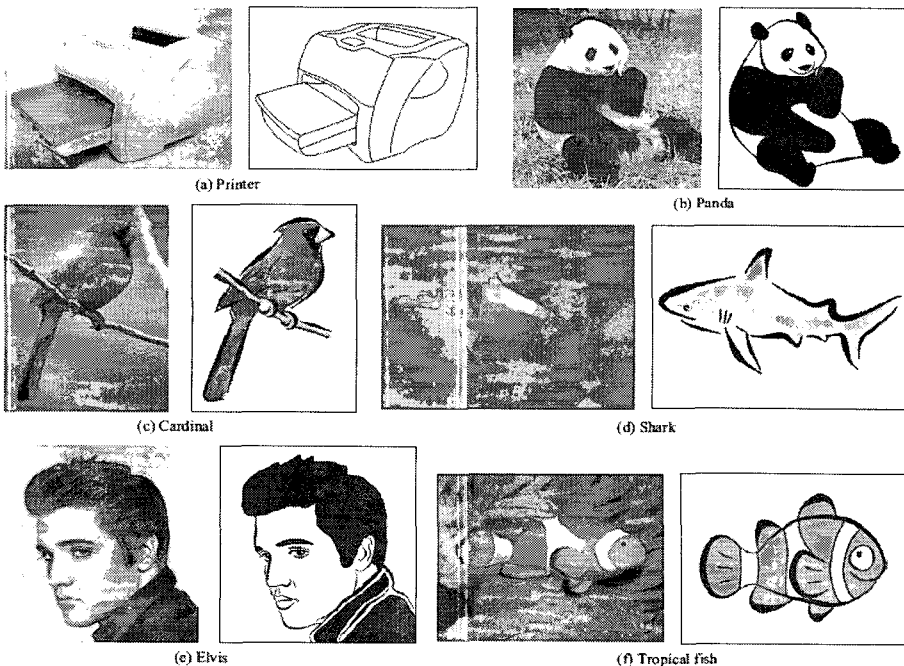 (a) Printer
(b) Panda
(c) Cardinal
(d) Shark
(e) Elvis
(f) Tropical fish